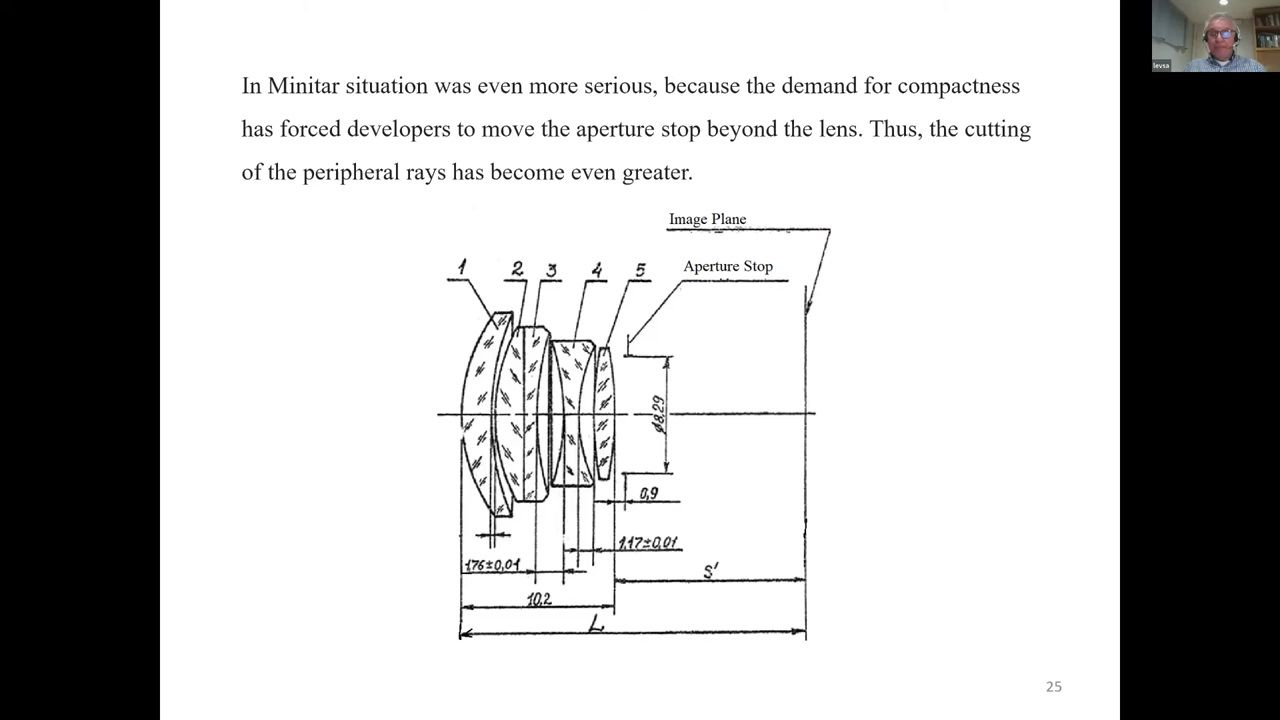 In Minitar situation was even more serious, because the demand for compactness
has forced developers to move the aperture stop beyond the lens. Thus, the cutting
of the peripheral rays has become even greater.
Image Plane
Aperture Stop
1 2 3 4 5
Ø8,29
0,9
1,17±0,01
1,76±0,01
S'
10,2
L
25
levsa